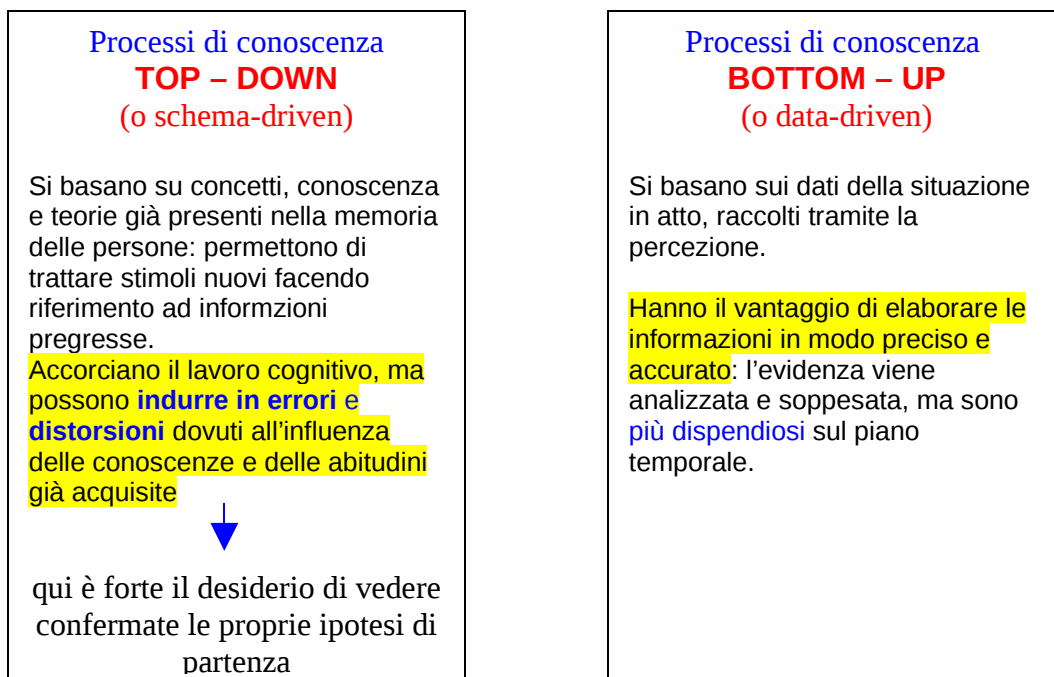 Processi di conoscenza
TOP – DOWN
(o schema-driven)
Si basano su concetti, conoscenza
e teorie già presenti nella memoria
delle persone: permettono di
trattare stimoli nuovi facendo
riferimento ad informzioni
pregresse.
Accorciano il lavoro cognitivo, ma
possono indurre in errori e
distorsioni dovuti all’influenza
delle conoscenze e delle abitudini
già acquisite
qui è forte il desiderio di vedere
confermate le proprie ipotesi di
partenza
Processi di conoscenza
BOTTOM – UP
(o data-driven)
Si basano sui dati della situazione
in atto, raccolti tramite la
percezione.
Hanno il vantaggio di elaborare le
informazioni in modo preciso e
accurato: l’evidenza viene
analizzata e soppesata, ma sono
più dispendiosi sul piano
temporale.